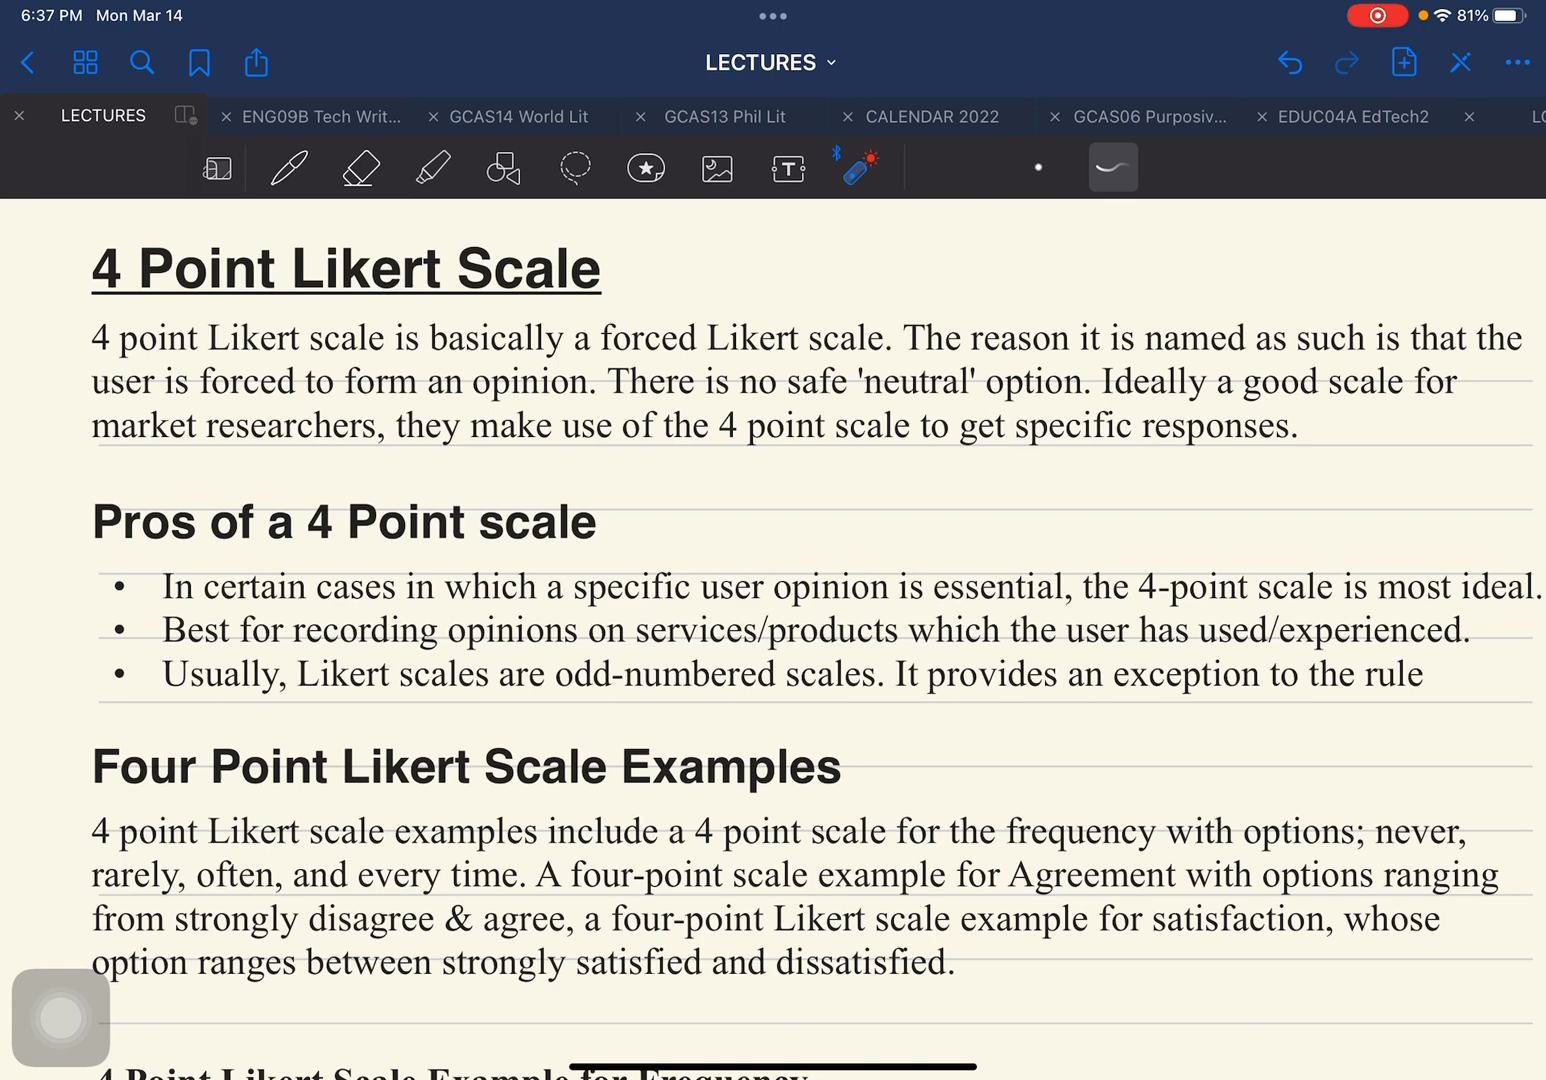 6:37 PM Mon Mar 14
81%
LECTURES
LECTURES
ENG09B Tech Writ...
GCAS14 World Lit
GCAS13 Phil Lit
CALENDAR 2022
GCAS06 Purposiv...
EDUC04A EdTech2
4 Point Likert Scale
4 point Likert scale is basically a forced Likert scale. The reason it is named as such is that the
user is forced to form an opinion. There is no safe 'neutral' option. Ideally a good scale for
market researchers, they make use of the 4 point scale to get specific responses.
Pros of a 4 Point scale
• In certain cases in which a specific user opinion is essential, the 4-point scale is most ideal.
• Best for recording opinions on services/products which the user has used/experienced.
• Usually, Likert scales are odd-numbered scales. It provides an exception to the rule
Four Point Likert Scale Examples
4 point Likert scale examples include a 4 point scale for the frequency with options; never,
rarely, often, and every time. A four-point scale example for Agreement with options ranging
from strongly disagree & agree, a four-point Likert scale example for satisfaction, whose
option ranges between strongly satisfied and dissatisfied.
4 Point Likert Scale Example for Frequency